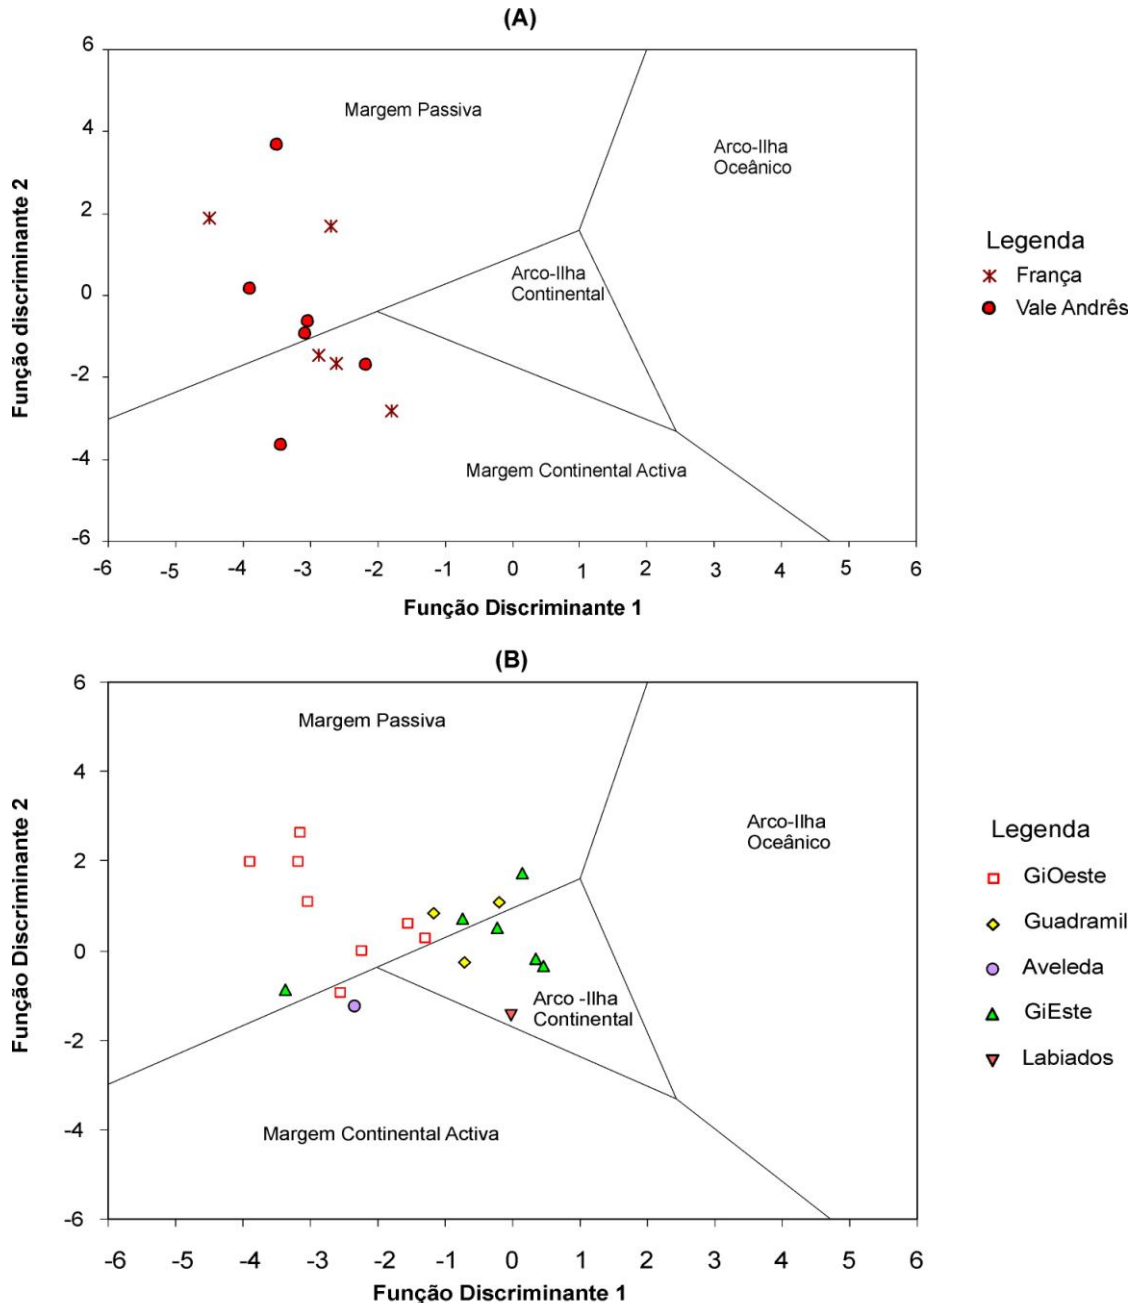 (A)
6
4
2
0
-2
-4
-6
Função discriminante 2
Margem Passiva
Arco-Ilha
Oceânico
Arco-Ilha
Continental
Margem Continental Activa
-6 -5 -4 -3 -2 -1 0 1 2 3 4 5 6
Função Discriminante 1
Legenda
França
Vale Andrês
(B)
6
4
2
0
-2
-4
-6
Função Discriminante 2
Margem Passiva
Arco-Ilha
Oceânico
Arco -Ilha
Continental
Margem Continental Activa
-6 -5 -4 -3 -2 -1 0 1 2 3 4 5 6
Função Discriminante 1
Legenda
GiOeste
Guadramil
Aveleda
GiEste
Labiados